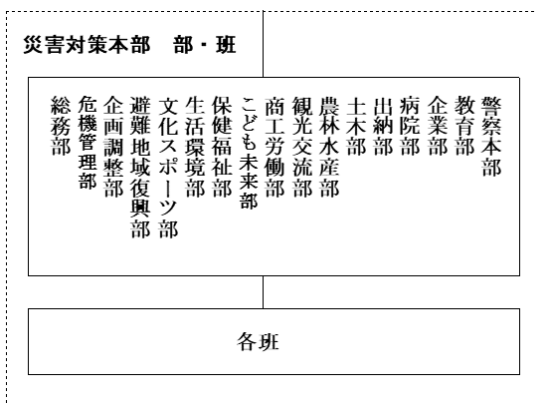 災害対策本部　部・班
総務部
危機管理部
企画調整部
避難地域復興部
文化スポーツ部
生活環境部
保健福祉部
こども未来部
商工労働部
観光交流部
農林水産部
土木部
出納部
病院部
企業部
教育部
警察本部
各班